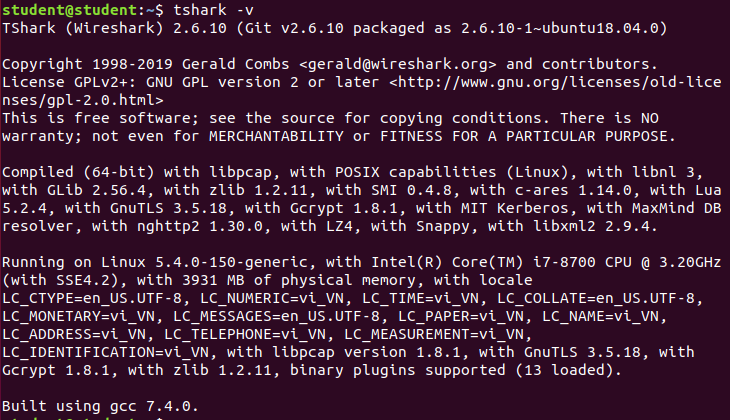 student@student:~$ tshark -v
TShark (Wireshark) 2.6.10 (Git v2.6.10 packaged as 2.6.10-1~ubuntu18.04.0)
Copyright 1998-2019 Gerald Combs <gerald@wireshark.org> and contributors.
License GPLv2+: GNU GPL version 2 or later <http://www.gnu.org/licenses/old-lice
nses/gpl-2.0.html>
This is free software; see the source for copying conditions. There is NO
warranty; not even for MERCHANTABILITY or FITNESS FOR A PARTICULAR PURPOSE.
Compiled (64-bit) with libpcap, with POSIX capabilities (Linux), with libnl 3,
with GLib 2.56.4, with zlib 1.2.11, with SMI 0.4.8, with c-ares 1.14.0, with Lua
5.2.4, with GnuTLS 3.5.18, with Gcrypt 1.8.1, with MIT Kerberos, with MaxMind DB
resolver, with nghttp2 1.30.0, with LZ4, with Snappy, with libxml2 2.9.4.
Running on Linux 5.4.0-150-generic, with Intel(R) Core(TM) i7-8700 CPU @ 3.20GHz
(with SSE4.2), with 3931 MB of physical memory, with locale
LC_CTYPE=en_US.UTF-8, LC_NUMERIC=vi_VN, LC_TIME=vi_VN, LC_COLLATE=en_US.UTF-8,
LC_MONETARY=vi_VN, LC_MESSAGES=en_US.UTF-8, LC_PAPER=vi_VN, LC_NAME=vi_VN,
LC_ADDRESS=vi_VN, LC_TELEPHONE=vi_VN, LC_MEASUREMENT=vi_VN,
LC_IDENTIFICATION=vi_VN, with libpcap version 1.8.1, with GnuTLS 3.5.18, with
Gcrypt 1.8.1, with zlib 1.2.11, binary plugins supported (13 loaded).
Built using gcc 7.4.0.